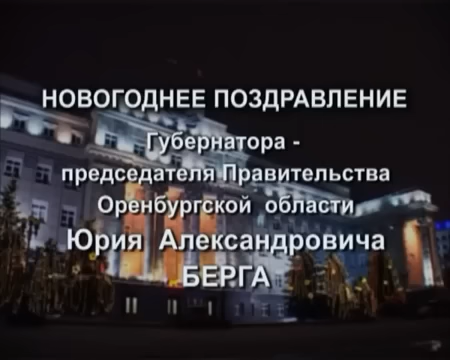 НОВОГОДНЕЕ ПОЗДРАВЛЕНИЕ
Губернатора -
председателя Правительства
Оренбургской области
Юрия Александровича
БЕРГА